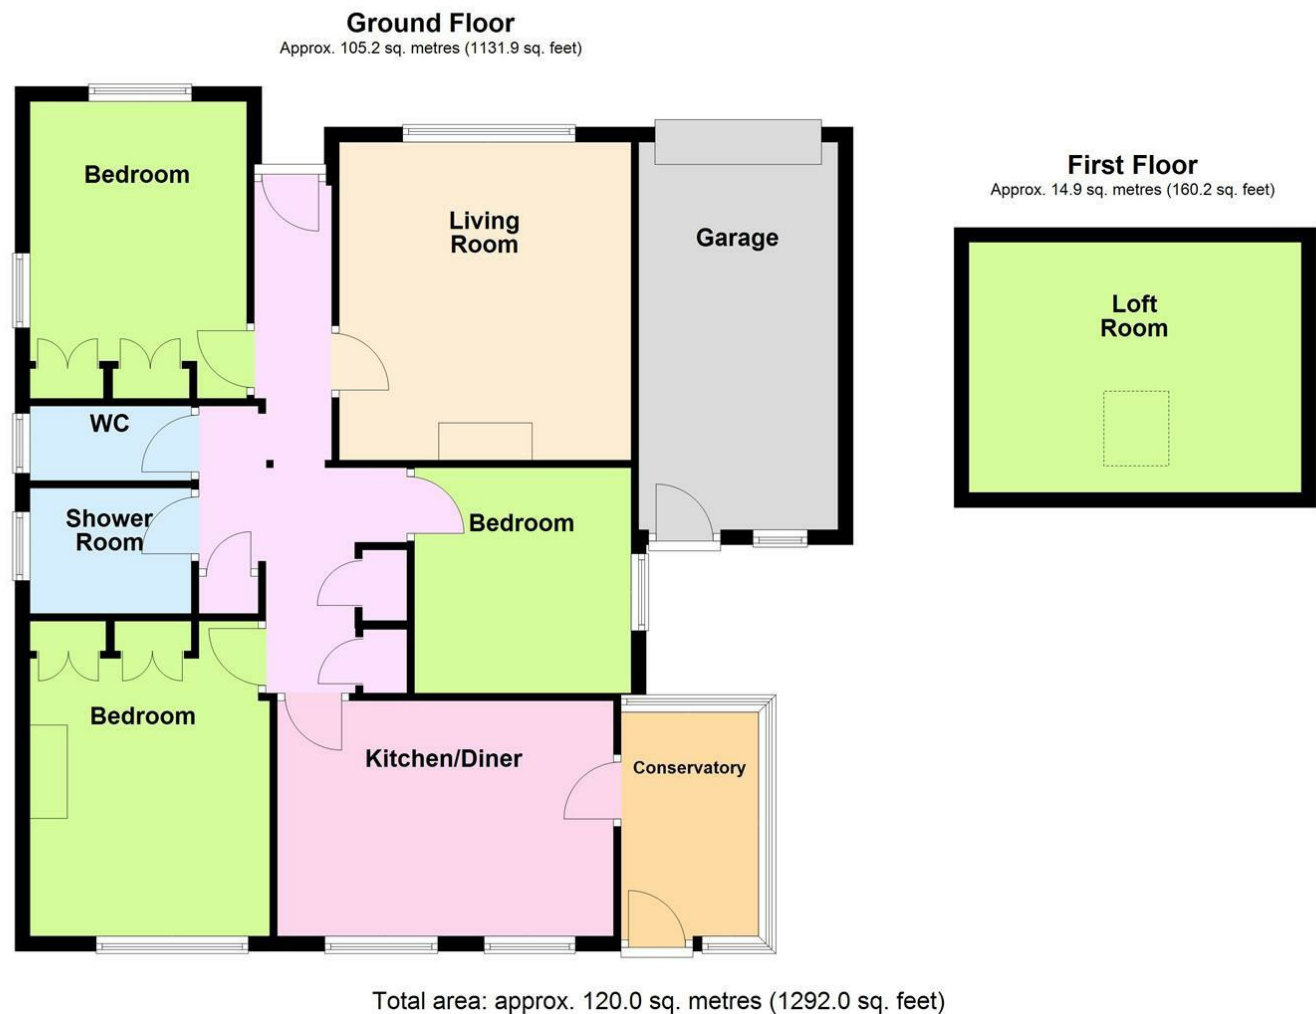 Ground Floor
Approx. 105.2 sq. metres (1131.9 sq. feet)
Bedroom
Living
Room
Garage
WC
Shower
Room
Bedroom
Bedroom
Kitchen/Diner
Conservatory
First Floor
Approx. 14.9 sq. metres (160.2 sq. feet)
Loft
Room
Total area: approx. 120.0 sq. metres (1292.0 sq. feet)